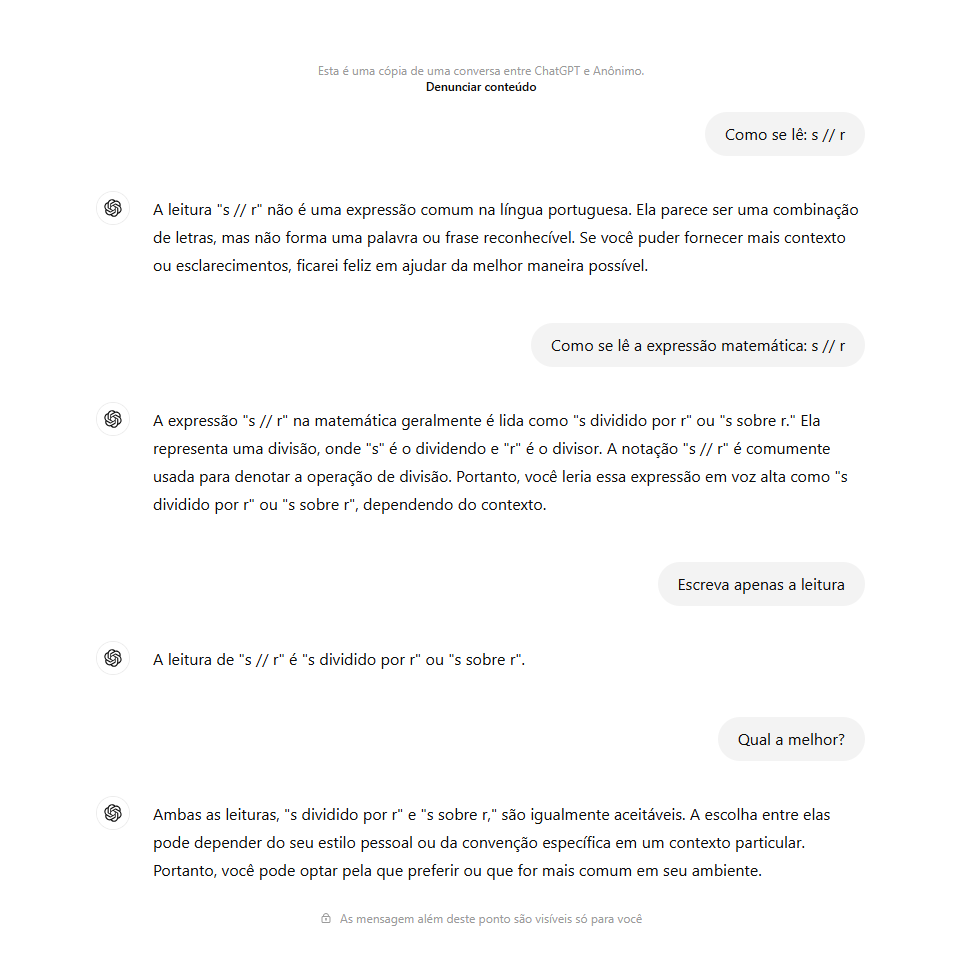 Esta é uma cópia de uma conversa entre ChatGPT e Anônimo.
Denunciar conteúdo
Como se lê: s // r
A leitura "s // r" não é uma expressão comum na língua portuguesa. Ela parece ser uma combinação
de letras, mas não forma uma palavra ou frase reconhecível. Se você puder fornecer mais contexto
ou esclarecimentos, ficarei feliz em ajudar da melhor maneira possível.
Como se lê a expressão matemática: s // r
A expressão "s // r" na matemática geralmente é lida como "s dividido por r" ou "s sobre r." Ela
representa uma divisão, onde "s" é o dividendo e "r" é o divisor. A notação "s // r" é comumente
usada para denotar a operação de divisão. Portanto, você leria essa expressão em voz alta como "s
dividido por r" ou "s sobre r", dependendo do contexto.
Escreva apenas a leitura
A leitura de "s // r" é "s dividido por r" ou "s sobre r".
Qual a melhor?
Ambas as leituras, "s dividido por r" e "s sobre r," são igualmente aceitáveis. A escolha entre elas
pode depender do seu estilo pessoal ou da convenção específica em um contexto particular.
Portanto, você pode optar pela que preferir ou que for mais comum em seu ambiente.
As mensagem além deste ponto são visíveis só para você